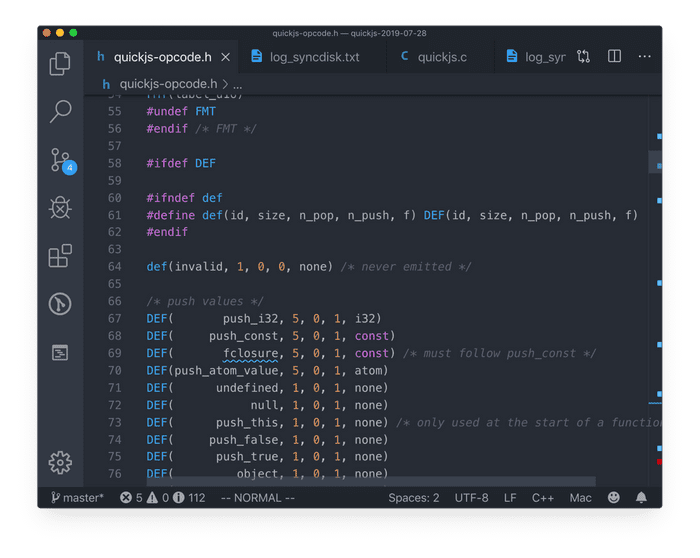 quickjs-opcode.h — quickjs-2019-07-28
h quickjs-opcode.h × log_syncdisk.txt C quickjs.c log_syr ...
h quickjs-opcode.h > ...
54 FMT(label_u16)
55 #undef FMT
56 #endif /* FMT */
57
58 #ifdef DEF
59
60 #ifndef def
61 #define def(id, size, n_pop, n_push, f) DEF(id, size, n_pop, n_push, f)
62 #endif
63
64 def(invalid, 1, 0, 0, none) /* never emitted */
65
66 /* push values */
67 DEF(       push_i32, 5, 0, 1, i32)
68 DEF(     push_const, 5, 0, 1, const)
69 DEF(       fclosure, 5, 0, 1, const) /* must follow push_const */
70 DEF(push_atom_value, 5, 0, 1, atom)
71 DEF(      undefined, 1, 0, 1, none)
72 DEF(           null, 1, 0, 1, none)
73 DEF(      push_this, 1, 0, 1, none) /* only used at the start of a function
74 DEF(     push_false, 1, 0, 1, none)
75 DEF(      push_true, 1, 0, 1, none)
76 DEF(         object, 1, 0, 1, none)
4
master* 5 0 112 -- NORMAL -- Spaces: 2 UTF-8 LF C++ Mac